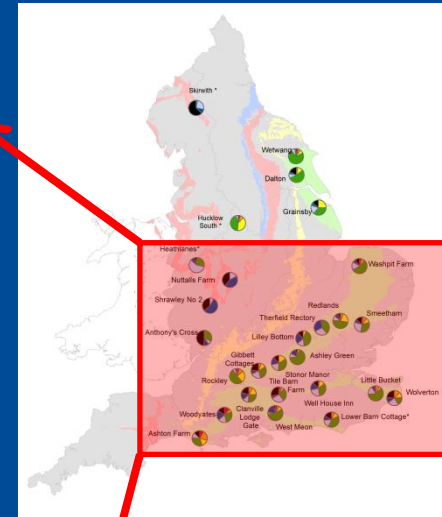 Skirwith *
Wetwang
Dalton
Grainsby
Hucklow
South *
Heathlanes*
Washpit Farm
Nuttalls Farm
Shrawley No 2
Redlands
Therfield Rectory
Smeetham
Anthony's Cross
Lilley Bottom
Gibbett
Cottages
Ashley Green
Stonor Manor
Little Bucket
Rockley
Tile Barn
Farm
Well House Inn
Wolverton
Woodyates
Clanville
Lodge
Gate
West Meon
Lower Barn Cottage*
Ashton Farm